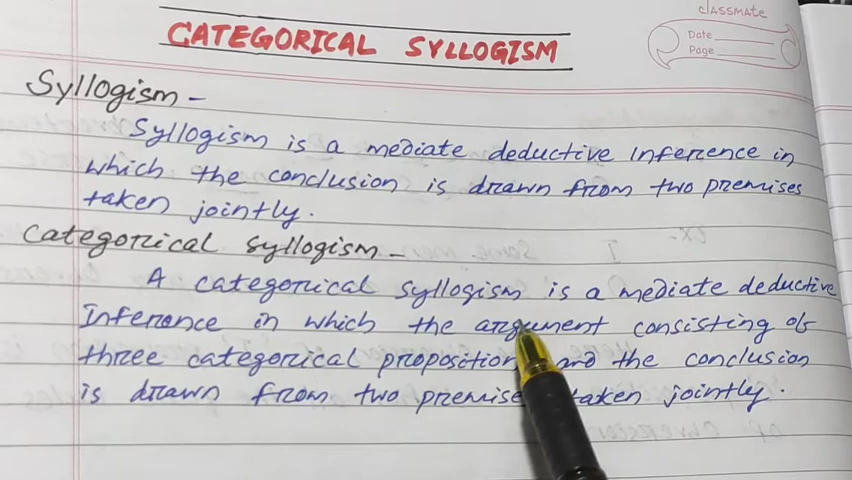 classmate
Date
Page
CATEGORICAL SYLLOGISM
Syllogism -
Syllogism is a mediate deductive inference in
which the conclusion is drawn from two premises
taken jointly.
Categorical syllogism -
A categorical syllogism is a mediate deductive
Inference in which the argument consisting of
three categorical proposition and the conclusion
is drawn from two premise taken jointly.